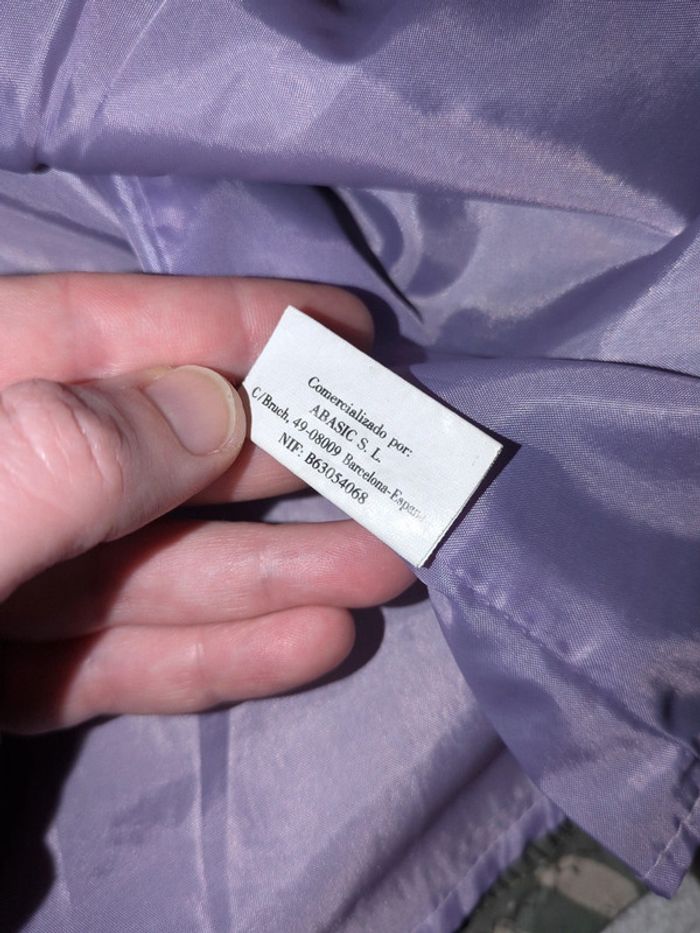 Comercializado por:
ABASIC S. L.
C/Bruch, 49-08009 Barcelona-España
NIF: B63054068